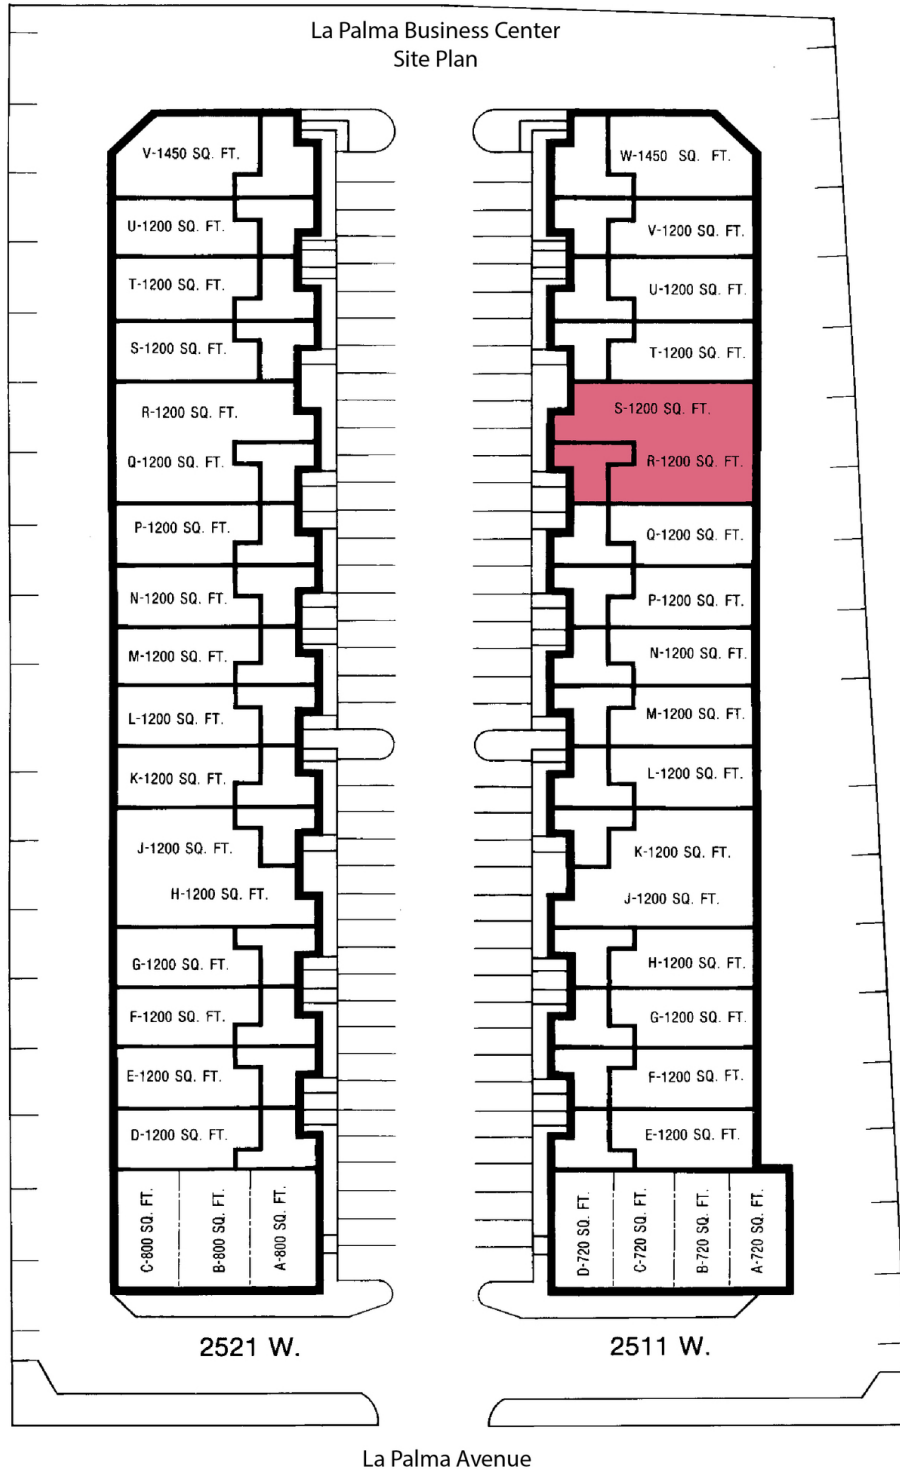 La Palma Business Center
Site Plan
V-1450 SQ. FT.
U-1200 SQ. FT.
T-1200 SQ. FT.
S-1200 SQ. FT.
R-1200 SQ. FT.
Q-1200 SQ. FT.
P-1200 SQ. FT.
N-1200 SQ. FT.
M-1200 SQ. FT.
L-1200 SQ. FT.
K-1200 SQ. FT.
J-1200 SQ. FT.
H-1200 SQ. FT.
G-1200 SQ. FT.
F-1200 SQ. FT.
E-1200 SQ. FT.
D-1200 SQ. FT.
C-800 SQ. FT.
B-800 SQ. FT.
A-800 SQ. FT.
2521 W.
W-1450 SQ. FT.
V-1200 SQ. FT.
U-1200 SQ. FT.
T-1200 SQ. FT.
S-1200 SQ. FT.
R-1200 SQ. FT.
Q-1200 SQ. FT.
P-1200 SQ. FT.
N-1200 SQ. FT.
M-1200 SQ. FT.
L-1200 SQ. FT.
K-1200 SQ. FT.
J-1200 SQ. FT.
H-1200 SQ. FT.
G-1200 SQ. FT.
F-1200 SQ. FT.
E-1200 SQ. FT.
D-720 SQ. FT.
C-720 SQ. FT.
B-720 SQ. FT.
A-720 SQ. FT.
2511 W.
La Palma Avenue